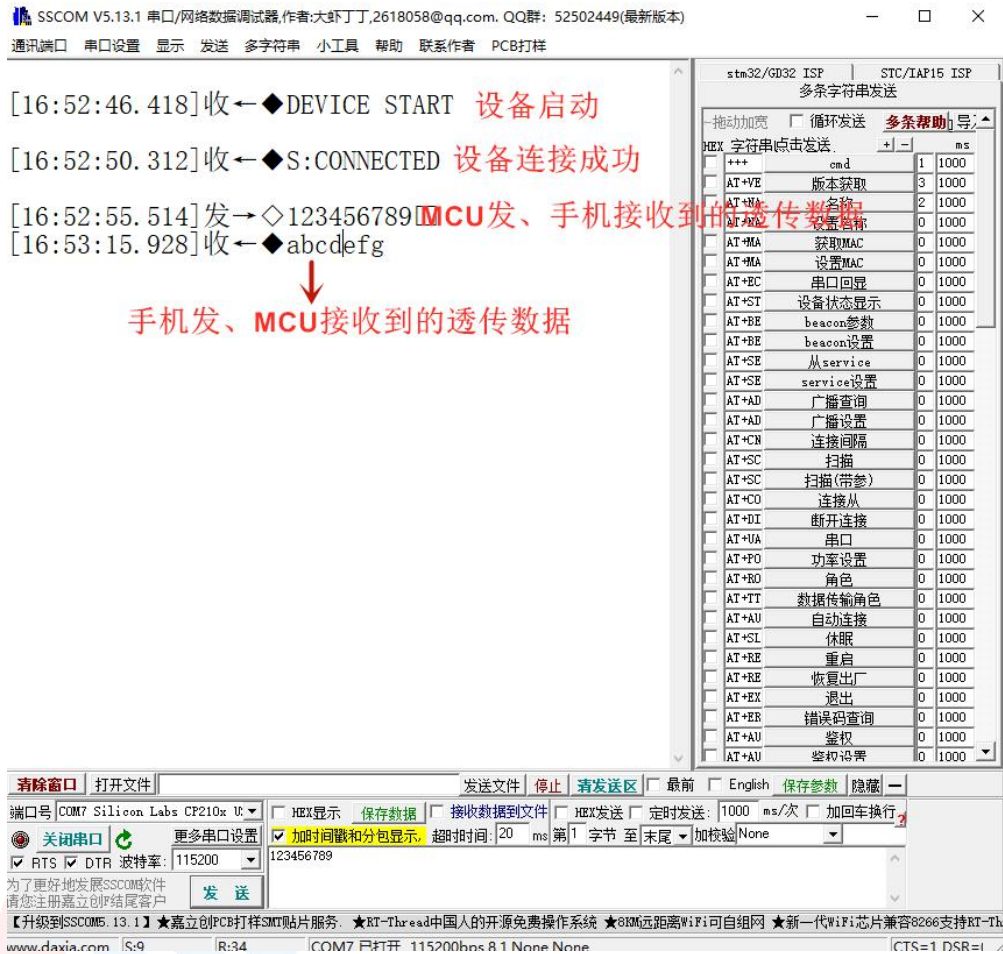 SSCOM V5.13.1 串口/网络数据调试器,作者:大虾丁丁,2618058@qq.com. QQ群: 52502449(最新版本)
通讯端口 串口设置 显示 发送 多字符串 小工具 帮助 联系作者 PCB打样
[16:52:46.418]收←◆DEVICE START 设备启动
[16:52:50.312]收←◆S:CONNECTED 设备连接成功
[16:52:55.514]发→◇123456789 MCU发、手机接收到的透传数据
[16:53:15.928]收←◆abcdefg
手机发、MCU接收到的透传数据
stm32/GD32 ISP STC/IAP15 ISP
多条字符串发送
拖动加宽 循环发送 多条帮助 导入
HEX 字符串 点击发送 + - ms
+++ cmd 1 1000
AT+VE 版本获取 3 1000
AT+NA 名称 2 1000
AT+NA 设置名称 0 1000
AT+MA 获取MAC 0 1000
AT+MA 设置MAC 0 1000
AT+EC 串口回显 0 1000
AT+ST 设备状态显示 0 1000
AT+BE beacon参数 0 1000
AT+BE beacon设置 0 1000
AT+SE 从service 0 1000
AT+SE service设置 0 1000
AT+AD 广播查询 0 1000
AT+AD 广播设置 0 1000
AT+CN 连接间隔 0 1000
AT+SC 扫描 0 1000
AT+SC 扫描(带参) 0 1000
AT+CO 连接从 0 1000
AT+DI 断开连接 0 1000
AT+UA 串口 0 1000
AT+PO 功率设置 0 1000
AT+RO 角色 0 1000
AT+TT 数据传输角色 0 1000
AT+AU 自动连接 0 1000
AT+SL 休眠 0 1000
AT+RE 重启 0 1000
AT+RE 恢复出厂 0 1000
AT+EX 退出 0 1000
AT+ER 错误码查询 0 1000
AT+AU 鉴权 0 1000
AT+AU 鉴权设置 0 1000
清除窗口 打开文件 发送文件 停止 清发送区 最前 English 保存参数 隐藏 —
端口号 COM7 Silicon Labs CP210x U HEX显示 保存数据 接收数据到文件 HEX发送 定时发送: 1000 ms/次 加回车换行
关闭串口 更多串口设置 加时间戳和分包显示, 超时时间: 20 ms 第1 字节 至 末尾 加校验 None
RTS DTR 波特率: 115200 123456789
为了更好地发展SSCOM软件
请您注册嘉立创F结尾客户 发 送
【升级到SSCOM5.13.1】★嘉立创PCB打样SMT贴片服务. ★RT-Thread中国人的开源免费操作系统 ★8KM远距离WiFi可自组网 ★新一代WiFi芯片兼容8266支持RT-Th
www.daxia.com S:9 R:34 COM7 已打开 115200bps,8,1,None,None CTS=1 DSR=